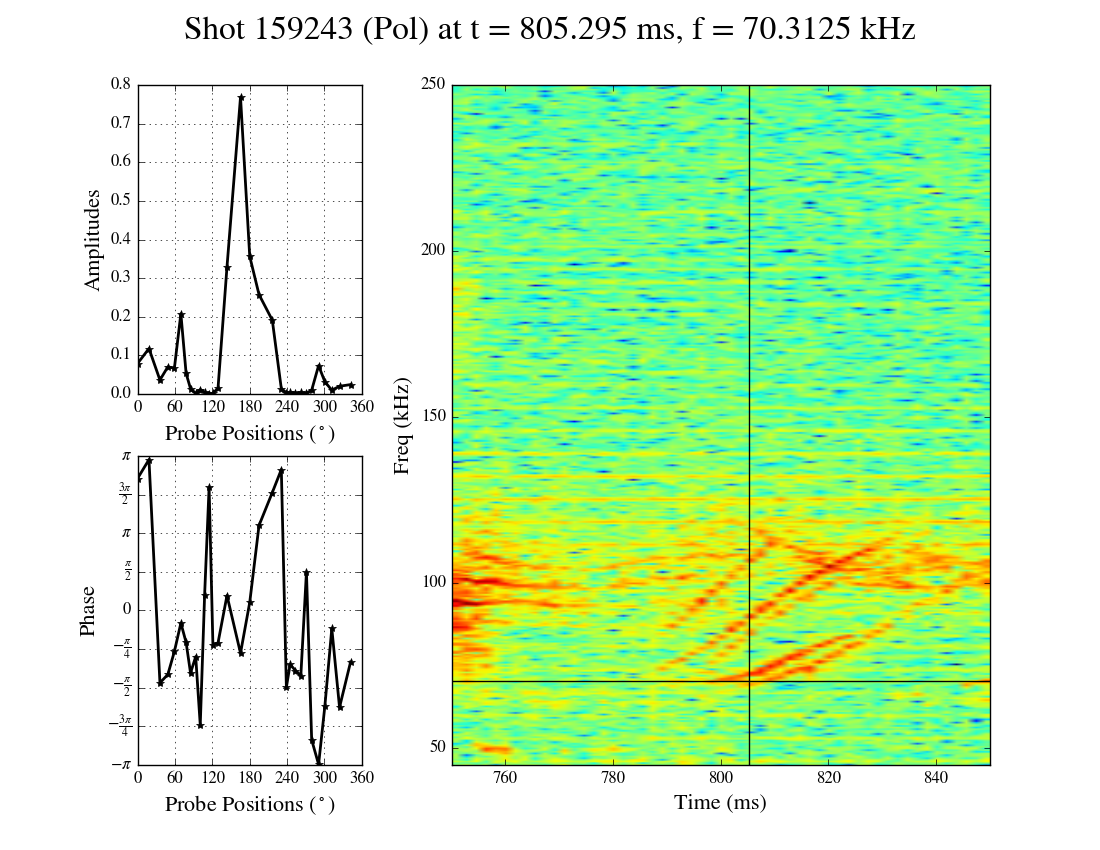 Shot 159243 (Pol) at t = 805.295 ms, f = 70.3125 kHz
Amplitudes
0.8
0.7
0.6
0.5
0.4
0.3
0.2
0.1
0.0
0 60 120 180 240 300 360
Probe Positions (°)
Phase
π
3π/2
π
π/2
0
−π/4
−π/2
−3π/4
−π
0 60 120 180 240 300 360
Probe Positions (°)
Freq (kHz)
250
200
150
100
50
760 780 800 820 840
Time (ms)